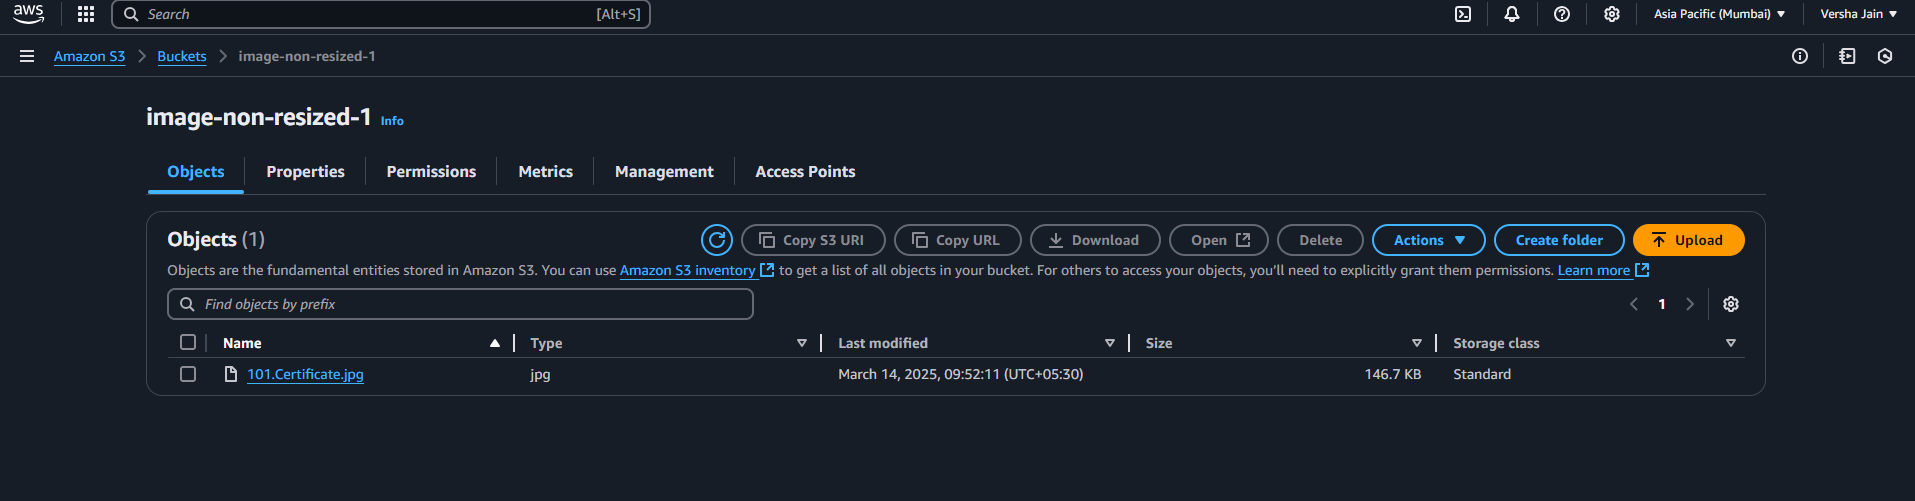 aws Search [Alt+S] Asia Pacific (Mumbai) Versha Jain
Amazon S3 Buckets image-non-resized-1
image-non-resized-1 Info
Objects Properties Permissions Metrics Management Access Points
Objects (1) Copy S3 URI Copy URL Download Open Delete Actions Create folder Upload
Objects are the fundamental entities stored in Amazon S3. You can use Amazon S3 inventory to get a list of all objects in your bucket. For others to access your objects, you'll need to explicitly grant them permissions. Learn more
Find objects by prefix 1
Name Type Last modified Size Storage class
101.Certificate.jpg jpg March 14, 2025, 09:52:11 (UTC+05:30) 146.7 KB Standard